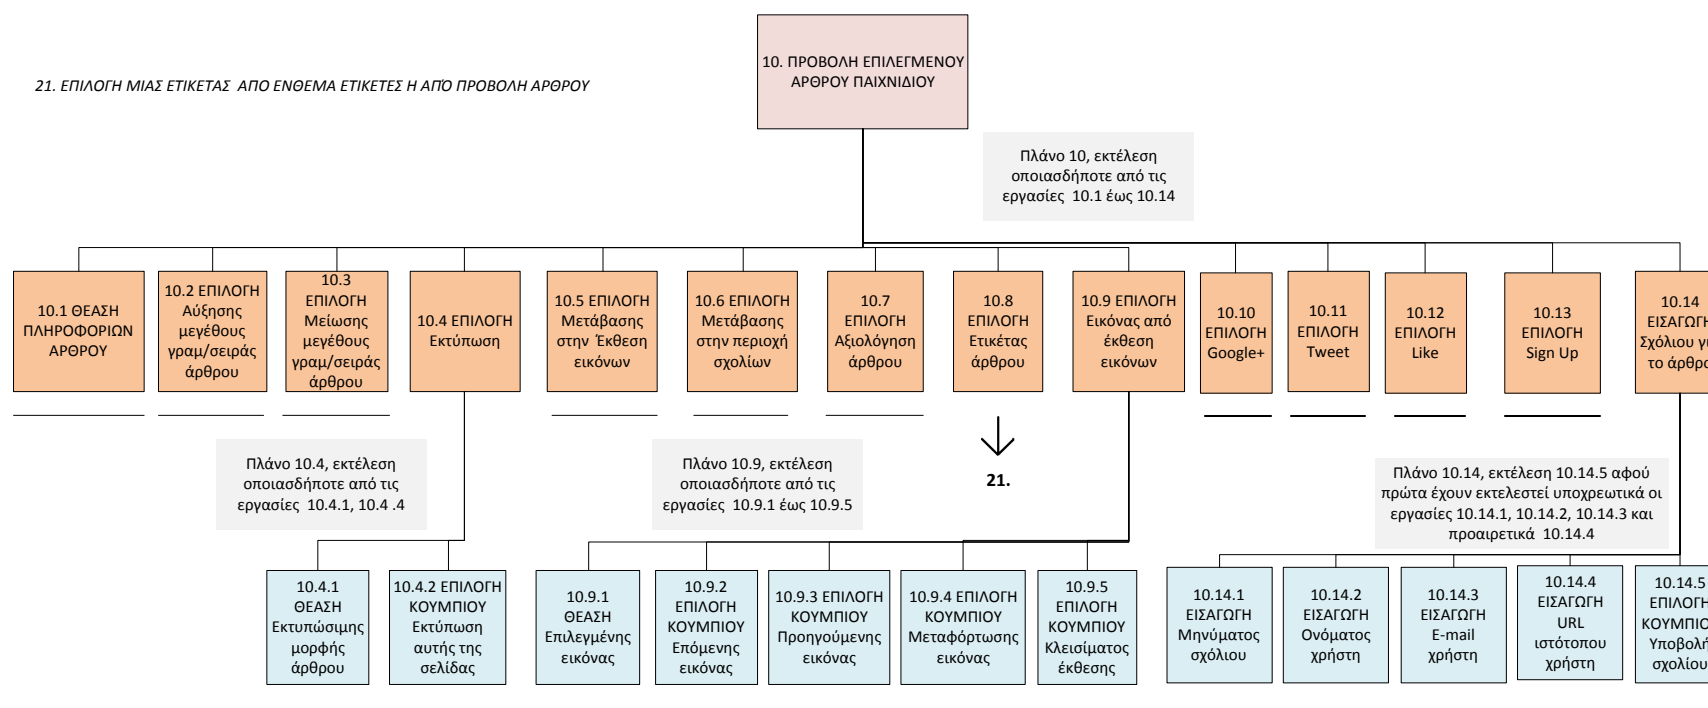 10. ΠΡΟΒΟΛΗ ΕΠΙΛΕΓΜΕΝΟΥ
ΑΡΘΡΟΥ ΠΑΙΧΝΙΔΙΟΥ
21. ΕΠΙΛΟΓΗ ΜΙΑΣ ΕΤΙΚΕΤΑΣ ΑΠΟ ΕΝΘΕΜΑ ΕΤΙΚΕΤΕΣ Η ΑΠΌ ΠΡΟΒΟΛΗ ΑΡΘΡΟΥ
Πλάνο 10, εκτέλεση
οποιασδήποτε από τις
εργασίες 10.1 έως 10.14
10.1 ΘΕΑΣΗ
ΠΛΗΡΟΦΟΡΙΩΝ
ΑΡΘΡΟΥ
10.2 ΕΠΙΛΟΓΗ
Αύξησης
μεγέθους
γραμ/σειράς
άρθρου
10.3
ΕΠΙΛΟΓΗ
Μείωσης
μεγέθους
γραμ/σειράς
άρθρου
10.4 ΕΠΙΛΟΓΗ
Εκτύπωση
10.5 ΕΠΙΛΟΓΗ
Μετάβασης
στην Έκθεση
εικόνων
10.6 ΕΠΙΛΟΓΗ
Μετάβασης
στην περιοχή
σχολίων
10.7
ΕΠΙΛΟΓΗ
Αξιολόγηση
άρθρου
10.8
ΕΠΙΛΟΓΗ
Ετικέτας
άρθρου
10.9 ΕΠΙΛΟΓΗ
Εικόνας από
έκθεση
εικόνων
10.10
ΕΠΙΛΟΓΗ
Google+
10.11
ΕΠΙΛΟΓΗ
Tweet
10.12
ΕΠΙΛΟΓΗ
Like
10.13
ΕΠΙΛΟΓΗ
Sign Up
10.14
ΕΙΣΑΓΩΓΗ
Σχόλιου
το
Πλάνο 10.4, εκτέλεση
οποιασδήποτε από τις
εργασίες 10.4.1, 10.4 .4
Πλάνο 10.9, εκτέλεση
οποιασδήποτε από τις
εργασίες 10.9.1 έως 10.9.5
21.
Πλάνο 10.14, εκτέλεση 10.14.5 αφού
πρώτα έχουν εκτελεστεί υποχρεωτικά οι
εργασίες 10.14.1, 10.14.2, 10.14.3 και
προαιρετικά 10.14.4
10.4.1
ΘΕΑΣΗ
Εκτυπώσιμης
μορφής
άρθρου
10.4.2 ΕΠΙΛΟΓΗ
ΚΟΥΜΠΙΟΥ
Εκτύπωση
αυτής της
σελίδας
10.9.1
ΘΕΑΣΗ
Επιλεγμένης
εικόνας
10.9.2
ΕΠΙΛΟΓΗ
ΚΟΥΜΠΙΟΥ
Επόμενης
εικόνας
10.9.3 ΕΠΙΛΟΓΗ
ΚΟΥΜΠΙΟΥ
Προηγούμενης
εικόνας
10.9.4 ΕΠΙΛΟΓΗ
ΚΟΥΜΠΙΟΥ
Μεταφόρτωσης
εικόνας
10.9.5
ΕΠΙΛΟΓΗ
ΚΟΥΜΠΙΟΥ
Κλεισίματος
έκθεσης
10.14.1
ΕΙΣΑΓΩΓΗ
Μηνύματος
σχόλιου
10.14.2
ΕΙΣΑΓΩΓΗ
Ονόματος
χρήστη
10.14.3
ΕΙΣΑΓΩΓΗ
E-mail
χρήστη
10.14.4
ΕΙΣΑΓΩΓΗ
URL
ιστότοπου
χρήστη
10.14.5
ΕΠΙΛΟΓΗ
Υποβολή
σχολίου